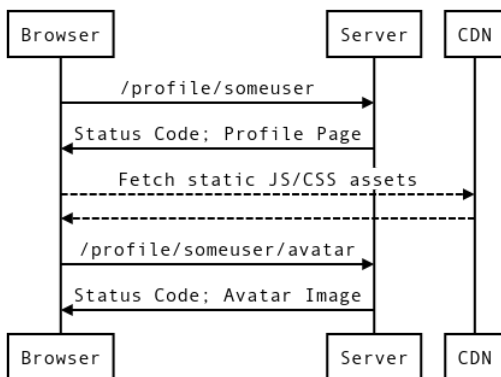 Browser Server CDN
/profile/someuser
Status Code; Profile Page
Fetch static JS/CSS assets
/profile/someuser/avatar
Status Code; Avatar Image
Browser Server CDN